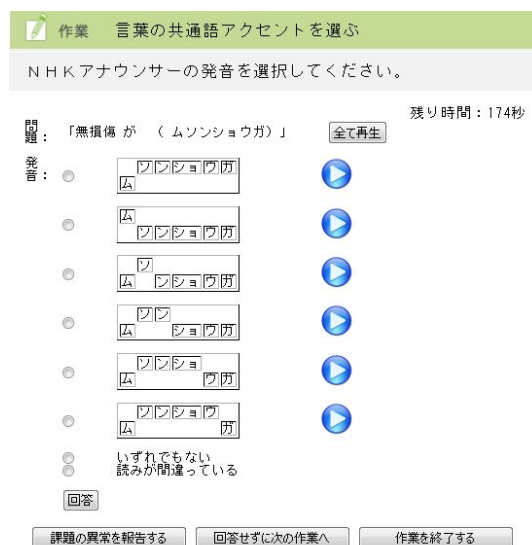 作業 言葉の共通語アクセントを選ぶ
ＮＨＫアナウンサーの発音を選択してください。
残り時間：174秒
問題： 「無損傷 が （ ムソンショウガ）」 全て再生
発音：
ソンショウガ
ム
ム
ソンショウガ
ソ
ム ンショウガ
ソン
ム ショウガ
ソンショ
ム ウガ
ソンショウ
ム ガ
いずれでもない
読みが間違っている
回答
課題の異常を報告する 回答せずに次の作業へ 作業を終了する